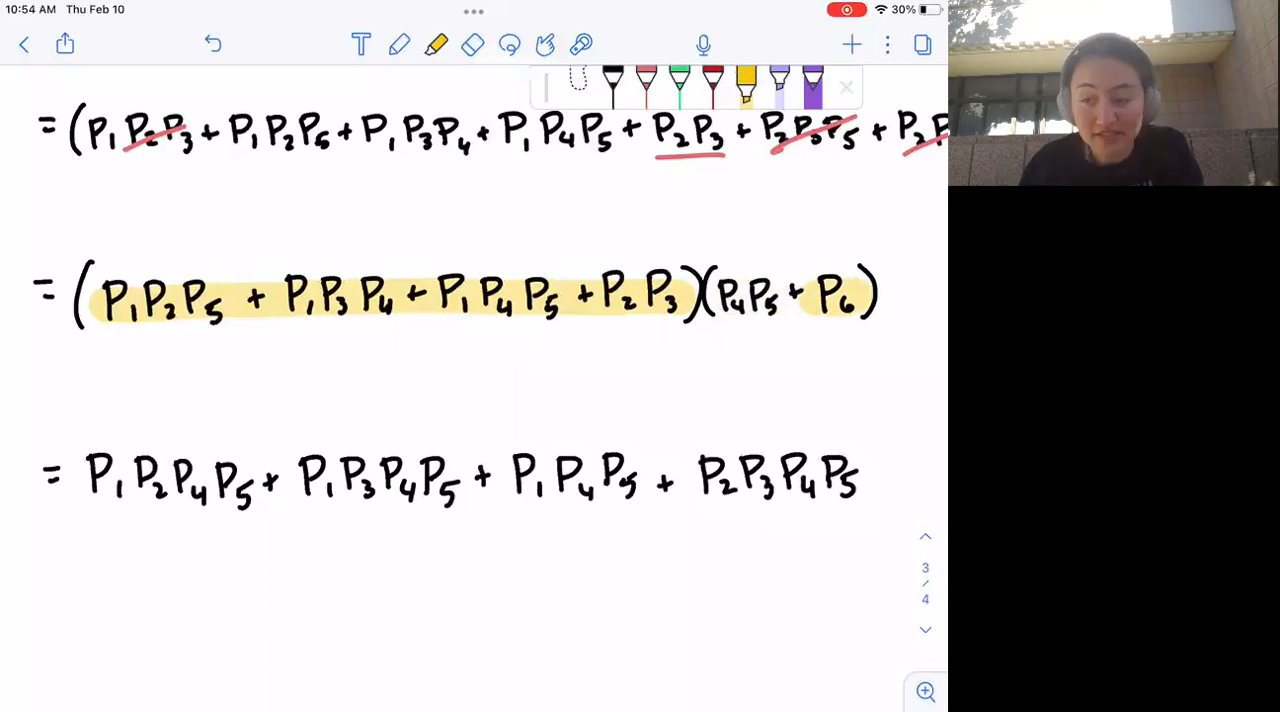 10:54 AM Thu Feb 10
30%
= (P₁P₂P₃ + P₁P₂P₅ + P₁P₃P₄ + P₁P₄P₅ + P₂P₃ + P₂P₃P₅ + P₂P
= (P₁P₂P₅ + P₁P₃P₄ + P₁P₄P₅ + P₂P₃)(P₄P₅ + P₆)
= P₁P₂P₄P₅ + P₁P₃P₄P₅ + P₁P₄P₅ + P₂P₃P₄P₅
3
/
4